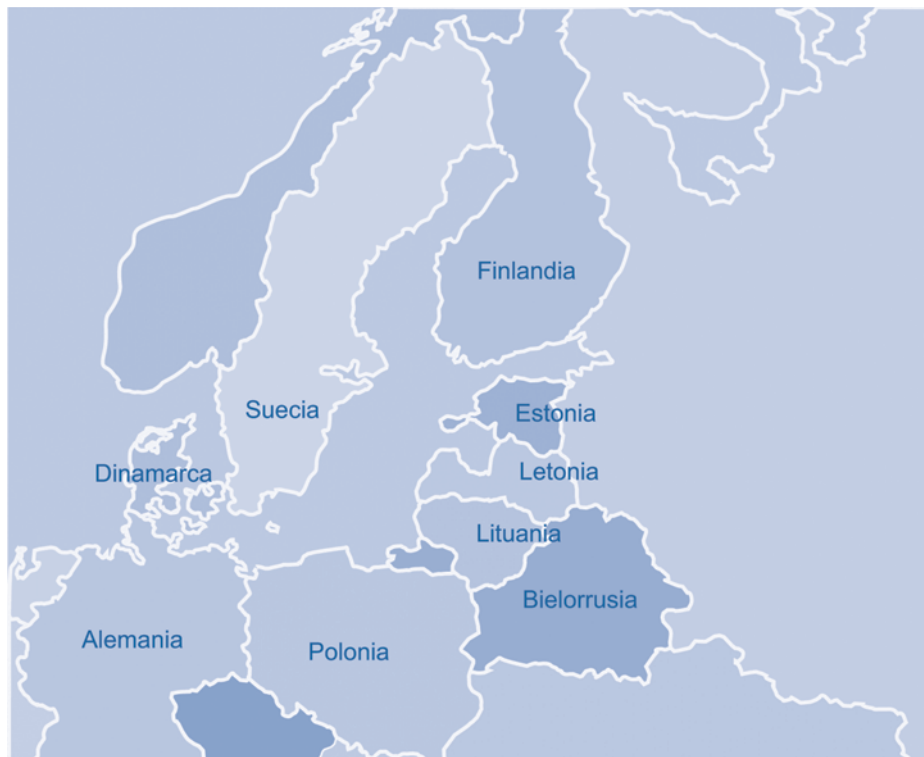 Finlandia
Suecia
Estonia
Dinamarca
Letonia
Lituania
Bielorrusia
Alemania
Polonia